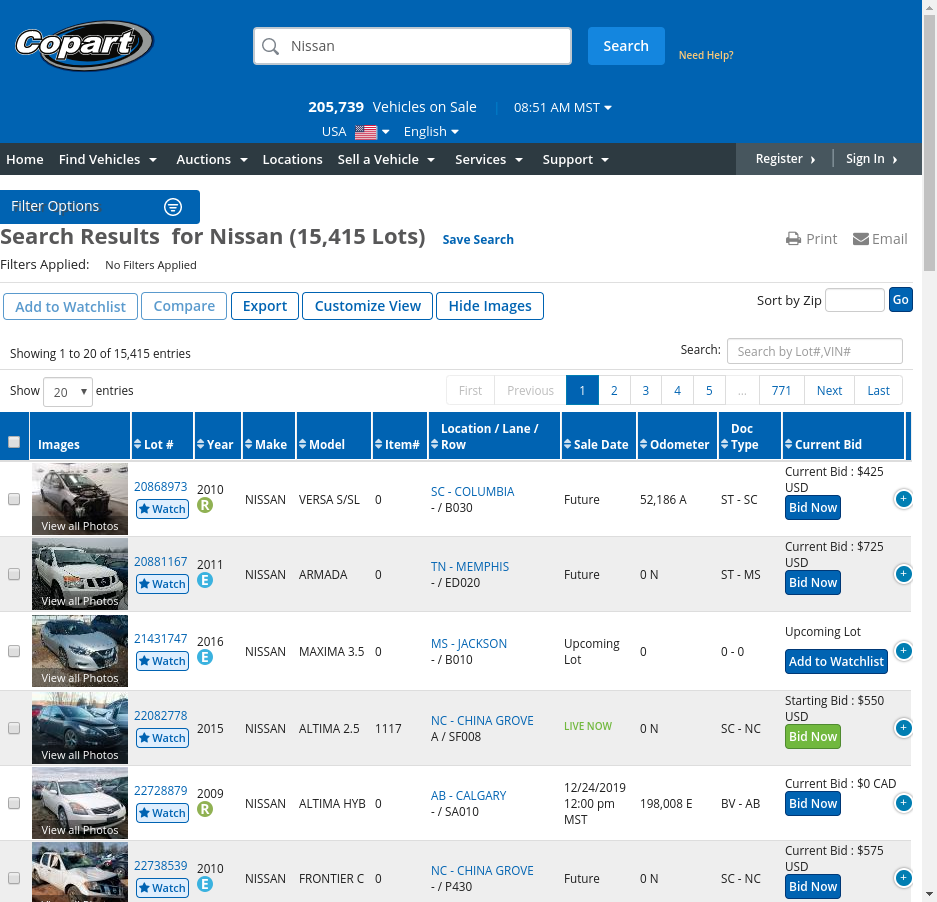 Copart
Nissan
Search
Need Help?
205,739 Vehicles on Sale
08:51 AM MST
USA
English
Home
Find Vehicles
Auctions
Locations
Sell a Vehicle
Services
Support
Register ›
Sign In ›
Filter Options
Search Results for Nissan (15,415 Lots)
Save Search
Print
Email
Filters Applied: No Filters Applied
Add to Watchlist
Compare
Export
Customize View
Hide Images
Sort by Zip
Go
Showing 1 to 20 of 15,415 entries
Search: Search by Lot#,VIN#
Show 20 entries
First Previous 1 2 3 4 5 ... 771 Next Last
Images
Lot #
Year
Make
Model
Item#
Location / Lane /
Row
Sale Date
Odometer
Doc
Type
Current Bid
View all Photos
20868973
Watch
2010
R
NISSAN
VERSA S/SL
0
SC - COLUMBIA
- / B030
Future
52,186 A
ST - SC
Current Bid : $425
USD
Bid Now
+
View all Photos
20881167
Watch
2011
E
NISSAN
ARMADA
0
TN - MEMPHIS
- / ED020
Future
0 N
ST - MS
Current Bid : $725
USD
Bid Now
+
View all Photos
21431747
Watch
2016
E
NISSAN
MAXIMA 3.5
0
MS - JACKSON
- / B010
Upcoming
Lot
0
0 - 0
Upcoming Lot
Add to Watchlist
+
View all Photos
22082778
Watch
2015
NISSAN
ALTIMA 2.5
1117
NC - CHINA GROVE
A / SF008
LIVE NOW
0 N
SC - NC
Starting Bid : $550
USD
Bid Now
+
View all Photos
22728879
Watch
2009
R
NISSAN
ALTIMA HYB
0
AB - CALGARY
- / SA010
12/24/2019
12:00 pm
MST
198,008 E
BV - AB
Current Bid : $0 CAD
Bid Now
+
22738539
Watch
2010
E
NISSAN
FRONTIER C
0
NC - CHINA GROVE
- / P430
Future
0 N
SC - NC
Current Bid : $575
USD
Bid Now
+